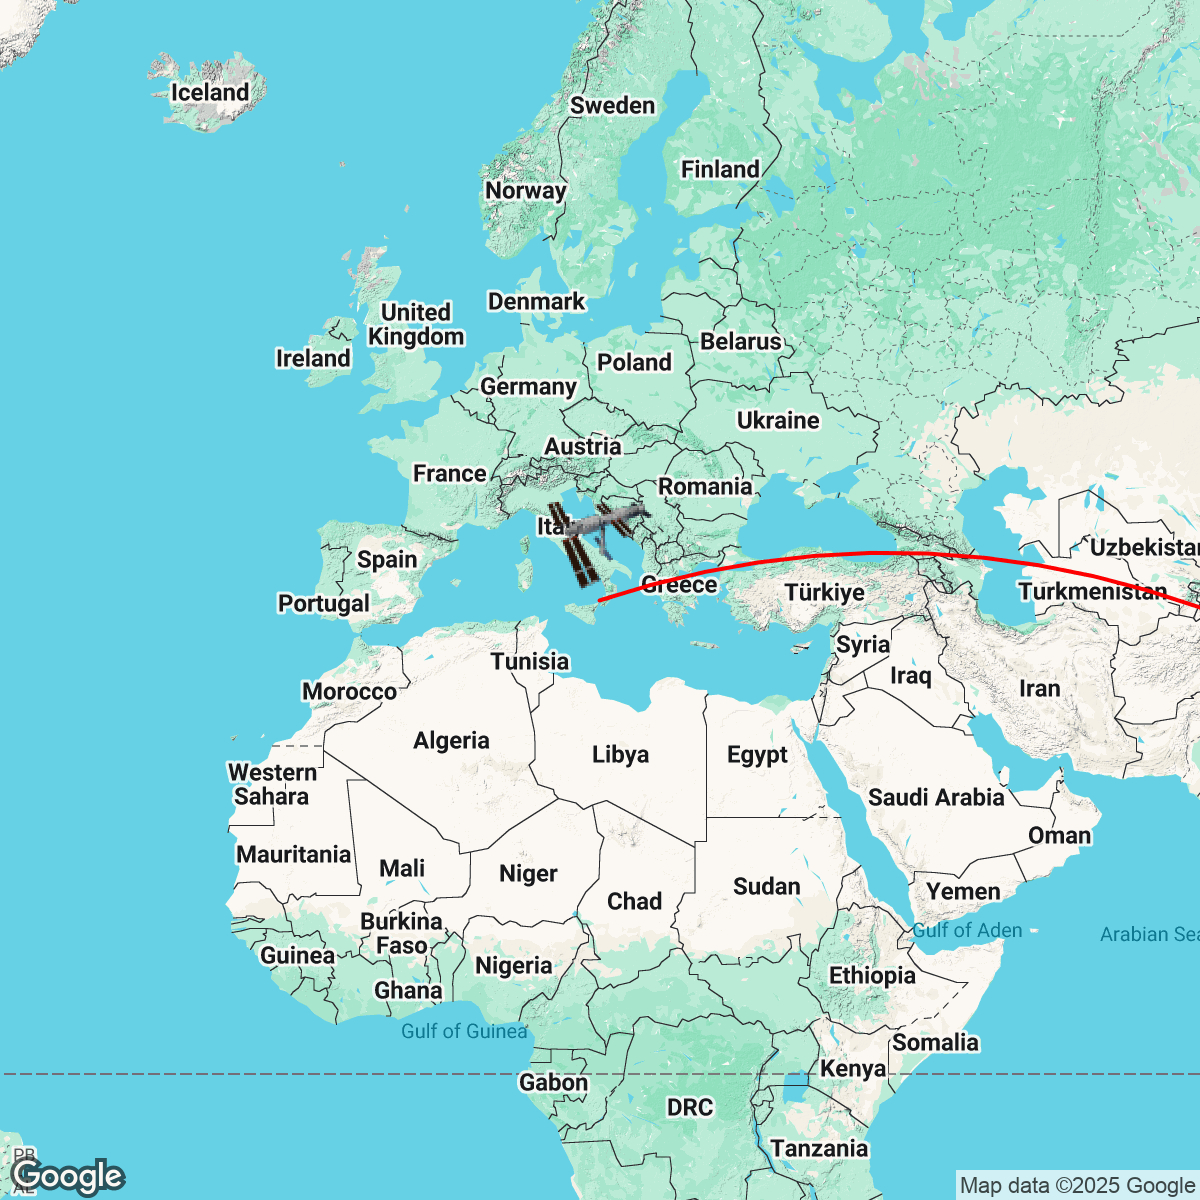 Iceland
Sweden
Finland
Norway
Denmark
United
Kingdom
Ireland
Belarus
Poland
Germany
Ukraine
Austria
France
Romania
Ita
Uzbekistan
Spain
Greece
Türkiye
Turkmenistan
Portugal
Syria
Tunisia
Iraq
Iran
Morocco
Algeria
Libya
Egypt
Western
Sahara
Saudi Arabia
Oman
Mauritania
Mali
Niger
Chad
Sudan
Yemen
Burkina
Faso
Gulf of Aden
Arabian Sea
Guinea
Nigeria
Ethiopia
Ghana
Gulf of Guinea
Somalia
Gabon
Kenya
DRC
Tanzania
PB
AL
Google
Map data ©2025 Google